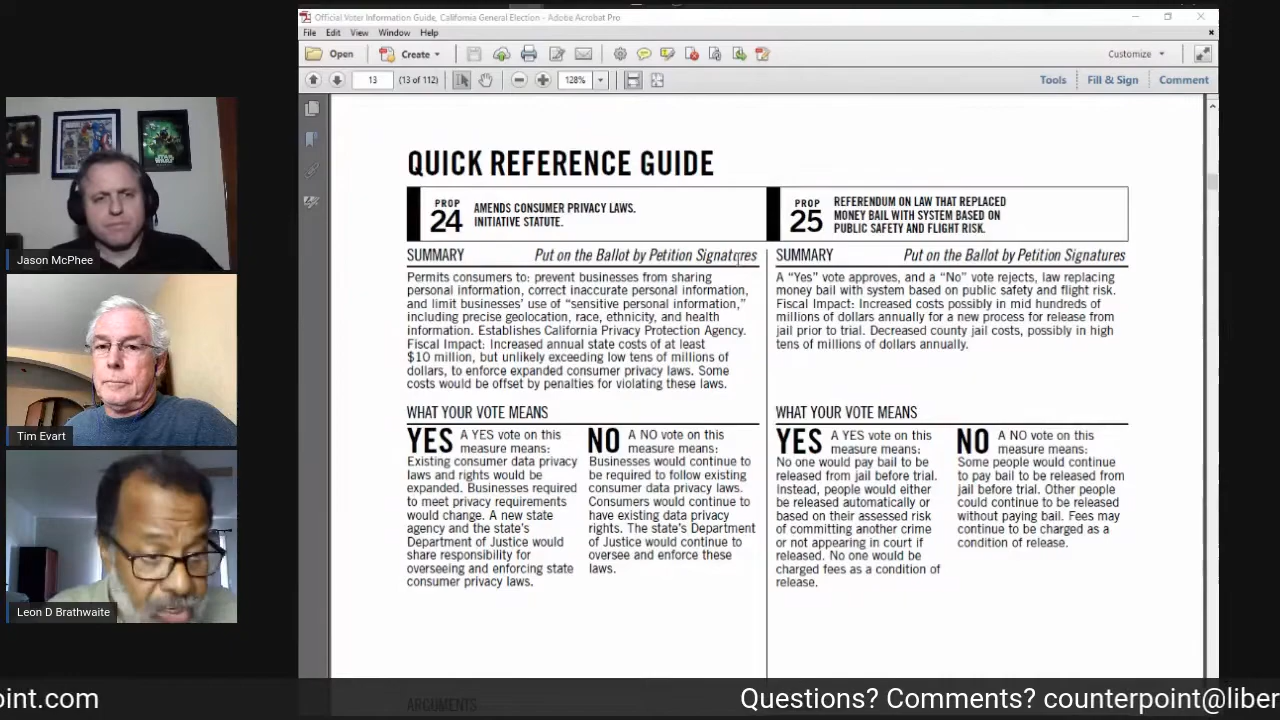 Official Voter Information Guide, California General Election - Adobe Acrobat Pro
File Edit View Window Help
Open Create Customize
13 (13 of 112) 128% Tools Fill & Sign Comment
QUICK REFERENCE GUIDE
PROP
24
AMENDS CONSUMER PRIVACY LAWS.
INITIATIVE STATUTE.
SUMMARY Put on the Ballot by Petition Signatures
Permits consumers to: prevent businesses from sharing
personal information, correct inaccurate personal information,
and limit businesses' use of “sensitive personal information,”
including precise geolocation, race, ethnicity, and health
information. Establishes California Privacy Protection Agency.
Fiscal Impact: Increased annual state costs of at least
$10 million, but unlikely exceeding low tens of millions of
dollars, to enforce expanded consumer privacy laws. Some
costs would be offset by penalties for violating these laws.
WHAT YOUR VOTE MEANS
YES A YES vote on this
measure means:
Existing consumer data privacy
laws and rights would be
expanded. Businesses required
to meet privacy requirements
would change. A new state
agency and the state's
Department of Justice would
share responsibility for
overseeing and enforcing state
consumer privacy laws.
NO A NO vote on this
measure means:
Businesses would continue to
be required to follow existing
consumer data privacy laws.
Consumers would continue to
have existing data privacy
rights. The state's Department
of Justice would continue to
oversee and enforce these
laws.
PROP
25
REFERENDUM ON LAW THAT REPLACED
MONEY BAIL WITH SYSTEM BASED ON
PUBLIC SAFETY AND FLIGHT RISK.
SUMMARY Put on the Ballot by Petition Signatures
A “Yes” vote approves, and a “No” vote rejects, law replacing
money bail with system based on public safety and flight risk.
Fiscal Impact: Increased costs possibly in mid hundreds of
millions of dollars annually for a new process for release from
jail prior to trial. Decreased county jail costs, possibly in high
tens of millions of dollars annually.
WHAT YOUR VOTE MEANS
YES A YES vote on this
measure means:
No one would pay bail to be
released from jail before trial.
Instead, people would either
be released automatically or
based on their assessed risk
of committing another crime
or not appearing in court if
released. No one would be
charged fees as a condition of
release.
NO A NO vote on this
measure means:
Some people would continue
to pay bail to be released from
jail before trial. Other people
could continue to be released
without paying bail. Fees may
continue to be charged as a
condition of release.
ARGUMENTS
Jason McPhee
Tim Evart
Leon D Brathwaite
STAR WARS
oint.com Questions? Comments? counterpoint@liber